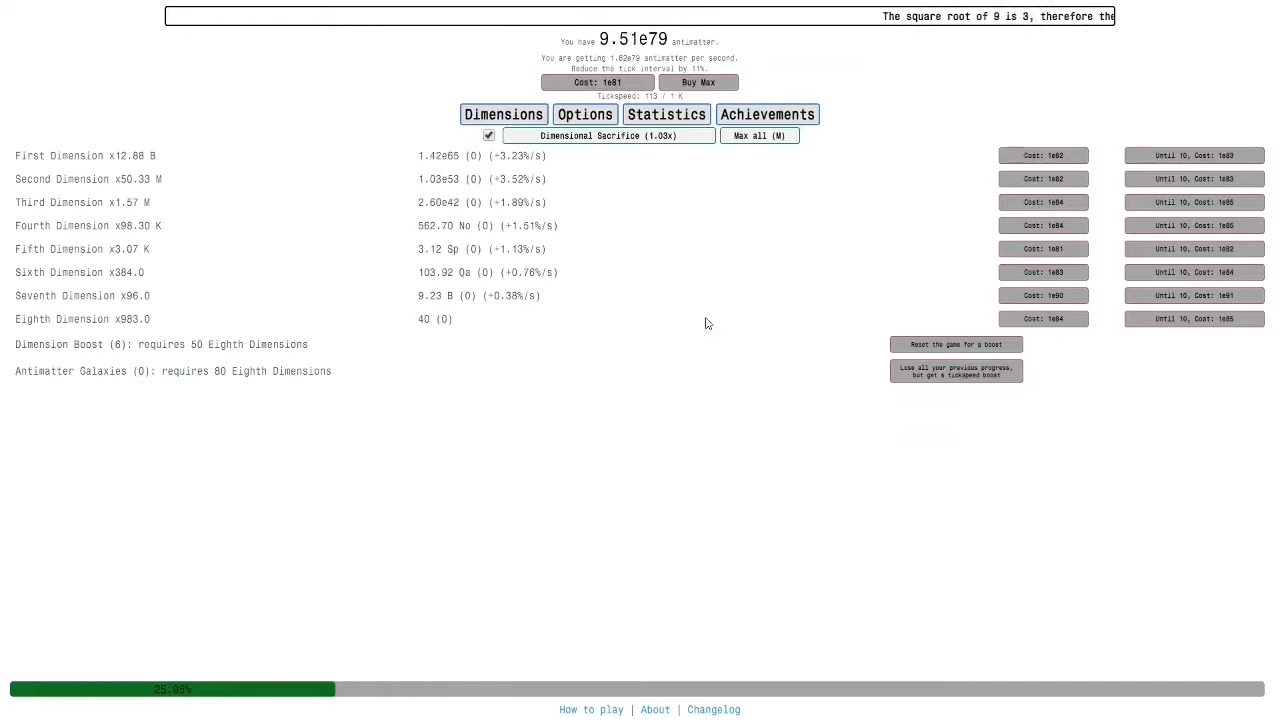 The square root of 9 is 3, therefore the
You have 9.51e79 antimatter.
You are getting 1.62e79 antimatter per second.
Reduce the tick interval by 11%.
Cost: 1e81 Buy Max
Tickspeed: 113 / 1 K
Dimensions Options Statistics Achievements
Dimensional Sacrifice (1.03x) Max all (M)
First Dimension x12.88 B 1.42e65 (0) (+3.23%/s) Cost: 1e82 Until 10, Cost: 1e83
Second Dimension x50.33 M 1.03e53 (0) (+3.52%/s) Cost: 1e82 Until 10, Cost: 1e83
Third Dimension x1.57 M 2.60e42 (0) (+1.89%/s) Cost: 1e84 Until 10, Cost: 1e85
Fourth Dimension x98.30 K 562.70 No (0) (+1.51%/s) Cost: 1e84 Until 10, Cost: 1e85
Fifth Dimension x3.07 K 3.12 Sp (0) (+1.13%/s) Cost: 1e81 Until 10, Cost: 1e82
Sixth Dimension x384.0 103.92 Qa (0) (+0.76%/s) Cost: 1e83 Until 10, Cost: 1e84
Seventh Dimension x96.0 9.23 B (0) (+0.38%/s) Cost: 1e90 Until 10, Cost: 1e91
Eighth Dimension x983.0 40 (0) Cost: 1e84 Until 10, Cost: 1e85
Dimension Boost (6): requires 50 Eighth Dimensions Reset the game for a boost
Antimatter Galaxies (0): requires 80 Eighth Dimensions Lose all your previous progress,
but get a tickspeed boost
25.96%
How to play | About | Changelog